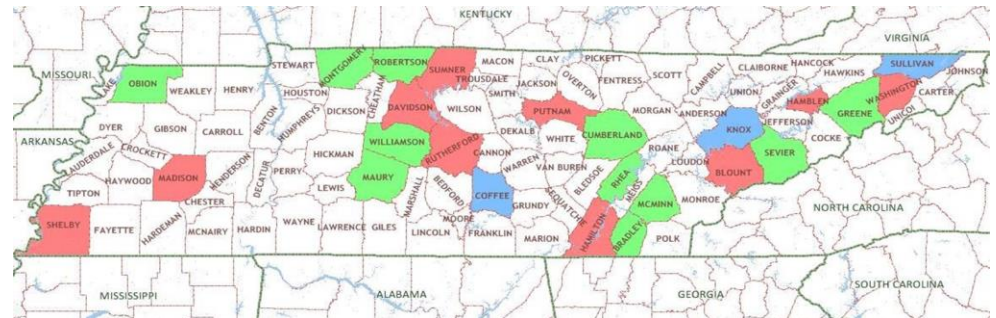 KENTUCKY
VIRGINIA
MISSOURI
ARKANSAS
MISSISSIPPI
ALABAMA
GEORGIA
NORTH CAROLINA
SOUTH CAROLINA
LAKE
OBION
WEAKLEY
HENRY
STEWART
MONTGOMERY
ROBERTSON
SUMNER
MACON
CLAY
PICKETT
HOUSTON
CHEATHAM
TROUSDALE
SMITH
JACKSON
OVERTON
FENTRESS
SCOTT
CAMPBELL
CLAIBORNE
HANCOCK
HAWKINS
SULLIVAN
JOHNSON
DYER
GIBSON
CARROLL
BENTON
HUMPHREYS
DICKSON
DAVIDSON
WILSON
PUTNAM
MORGAN
ANDERSON
UNION
GRAINGER
HAMBLEN
GREENE
WASHINGTON
CARTER
UNICOI
LAUDERDALE
CROCKETT
TIPTON
HAYWOOD
MADISON
HENDERSON
DECATUR
PERRY
HICKMAN
WILLIAMSON
RUTHERFORD
CANNON
DEKALB
WHITE
CUMBERLAND
ROANE
KNOX
JEFFERSON
COCKE
SEVIER
LOUDON
BLOUNT
CHESTER
LEWIS
MAURY
MARSHALL
BEDFORD
COFFEE
WARREN
VAN BUREN
BLEDSOE
RHEA
MEIGS
MCMINN
MONROE
SHELBY
FAYETTE
HARDEMAN
MCNAIRY
HARDIN
WAYNE
LAWRENCE
GILES
LINCOLN
MOORE
FRANKLIN
GRUNDY
MARION
SEQUATCHIE
HAMILTON
BRADLEY
POLK